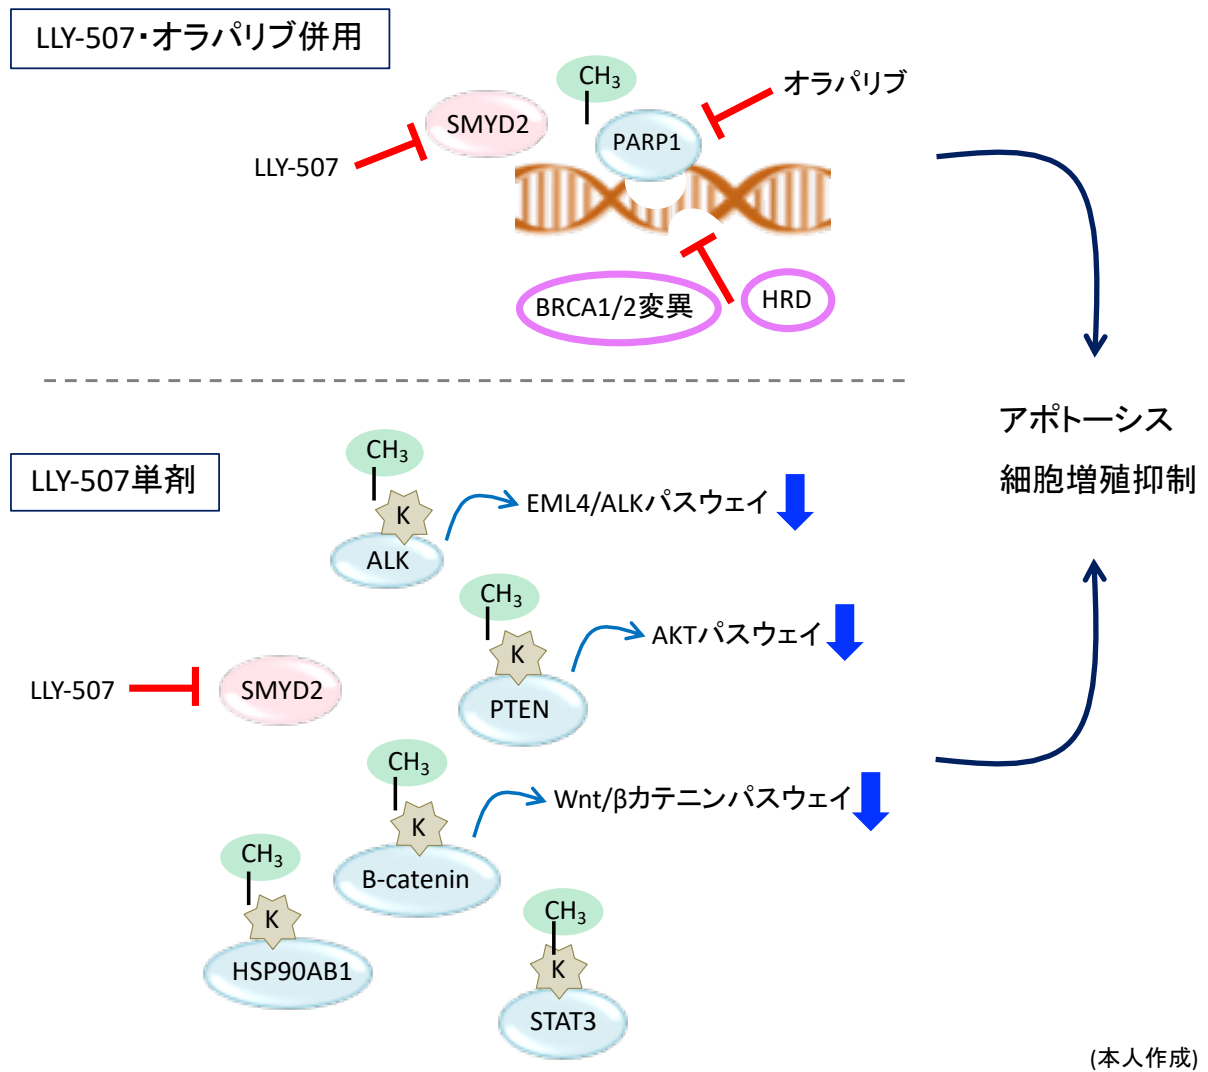 LLY-507・オラパリブ併用
CH3
オラパリブ
SMYD2
PARP1
LLY-507
BRCA1/2変異
HRD
アポトーシス
細胞増殖抑制
LLY-507単剤
CH3
K
ALK
EML4/ALKパスウェイ
CH3
K
PTEN
AKTパスウェイ
LLY-507
SMYD2
CH3
K
B-catenin
Wnt/βカテニンパスウェイ
CH3
K
HSP90AB1
CH3
K
STAT3
(本人作成)